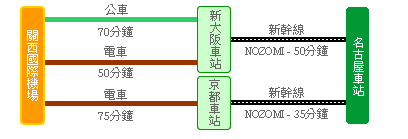 關西國際機場
公車
70分鐘
電車
50分鐘
電車
75分鐘
新大阪車站
京都車站
新幹線
NOZOMI - 50分鐘
新幹線
NOZOMI - 35分鐘
名古屋車站